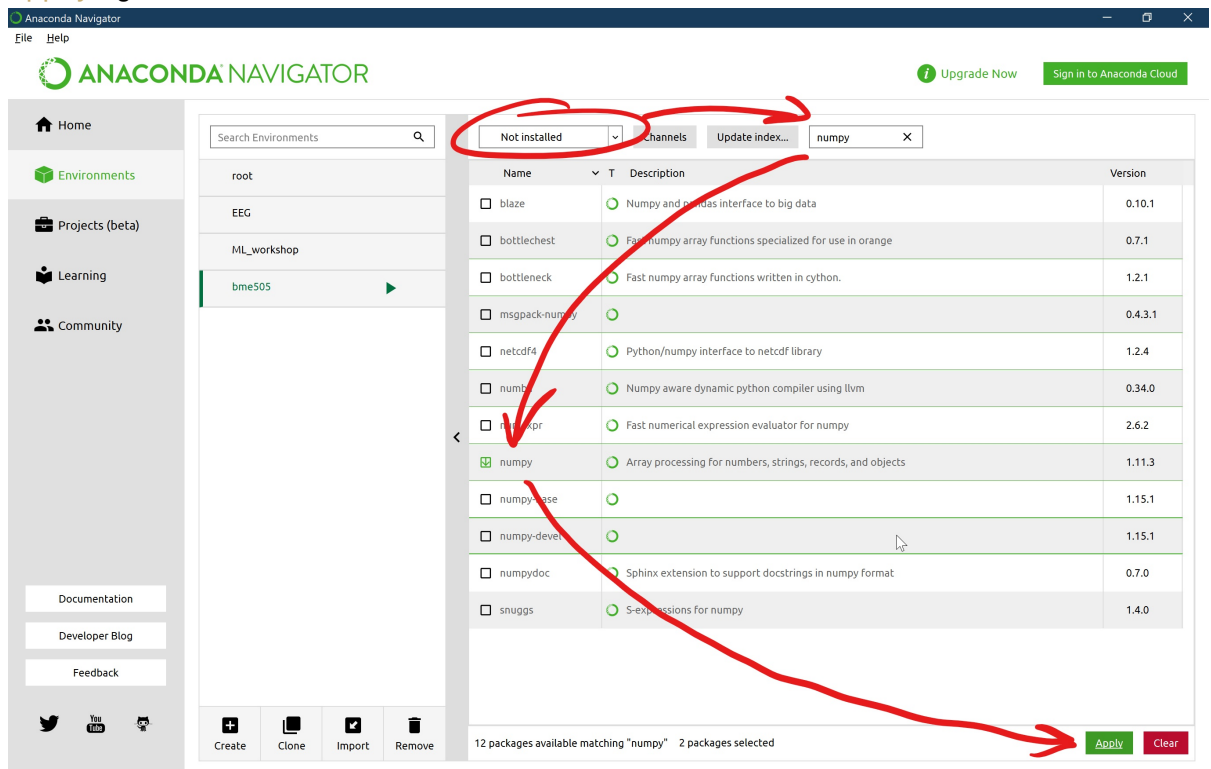 Anaconda Navigator
File Help
ANACONDA NAVIGATOR
i Upgrade Now
Sign in to Anaconda Cloud
Home
Environments
Projects (beta)
Learning
Community
Documentation
Developer Blog
Feedback
You Tube
Search Environments
root
EEG
ML_workshop
bme505
Create Clone Import Remove
Not installed Channels Update index... numpy X
Name T Description Version
blaze Numpy and pandas interface to big data 0.10.1
bottlechest Fast numpy array functions specialized for use in orange 0.7.1
bottleneck Fast numpy array functions written in cython. 1.2.1
msgpack-numpy 0.4.3.1
netcdf4 Python/numpy interface to netcdf library 1.2.4
numba Numpy aware dynamic python compiler using llvm 0.34.0
numexpr Fast numerical expression evaluator for numpy 2.6.2
numpy Array processing for numbers, strings, records, and objects 1.11.3
numpy-base 1.15.1
numpy-devel 1.15.1
numpydoc Sphinx extension to support docstrings in numpy format 0.7.0
snuggs S-expressions for numpy 1.4.0
12 packages available matching "numpy" 2 packages selected
Apply Clear